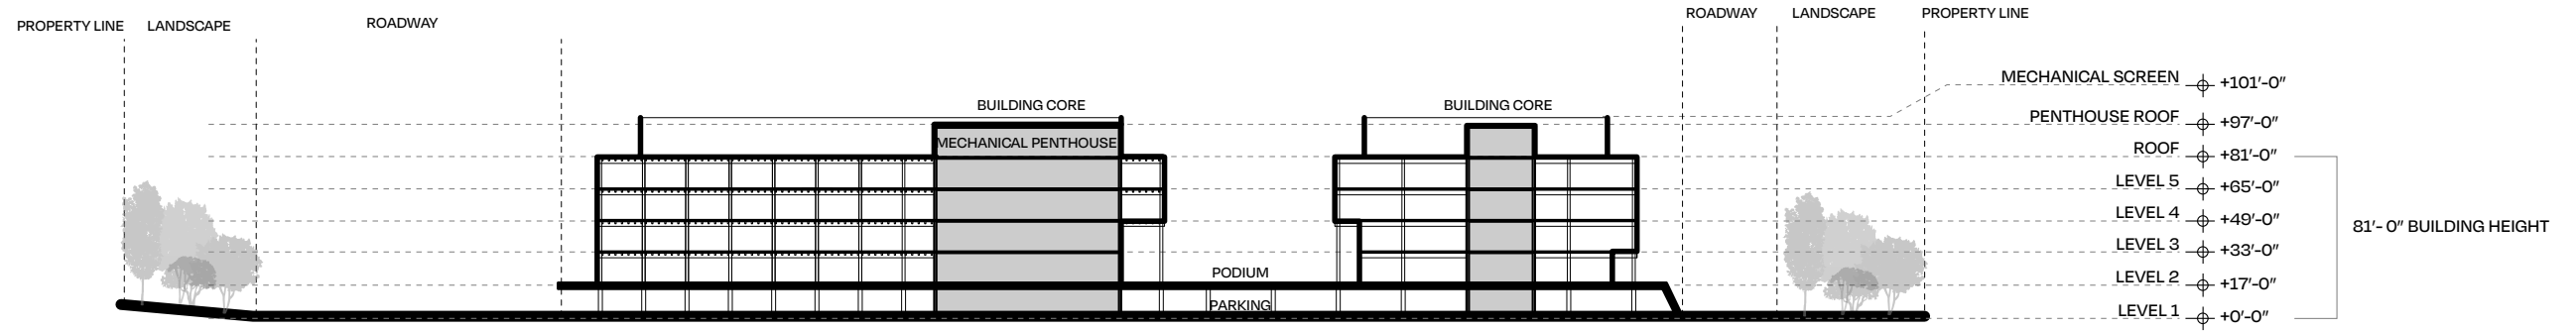 PROPERTY LINE
LANDSCAPE
ROADWAY
ROADWAY
LANDSCAPE
PROPERTY LINE
MECHANICAL SCREEN +101'-0"
BUILDING CORE
BUILDING CORE
PENTHOUSE ROOF +97'-0"
MECHANICAL PENTHOUSE
ROOF +81'-0"
LEVEL 5 +65'-0"
LEVEL 4 +49'-0"
81'- 0" BUILDING HEIGHT
LEVEL 3 +33'-0"
PODIUM
LEVEL 2 +17'-0"
PARKING
LEVEL 1 +0'-0"